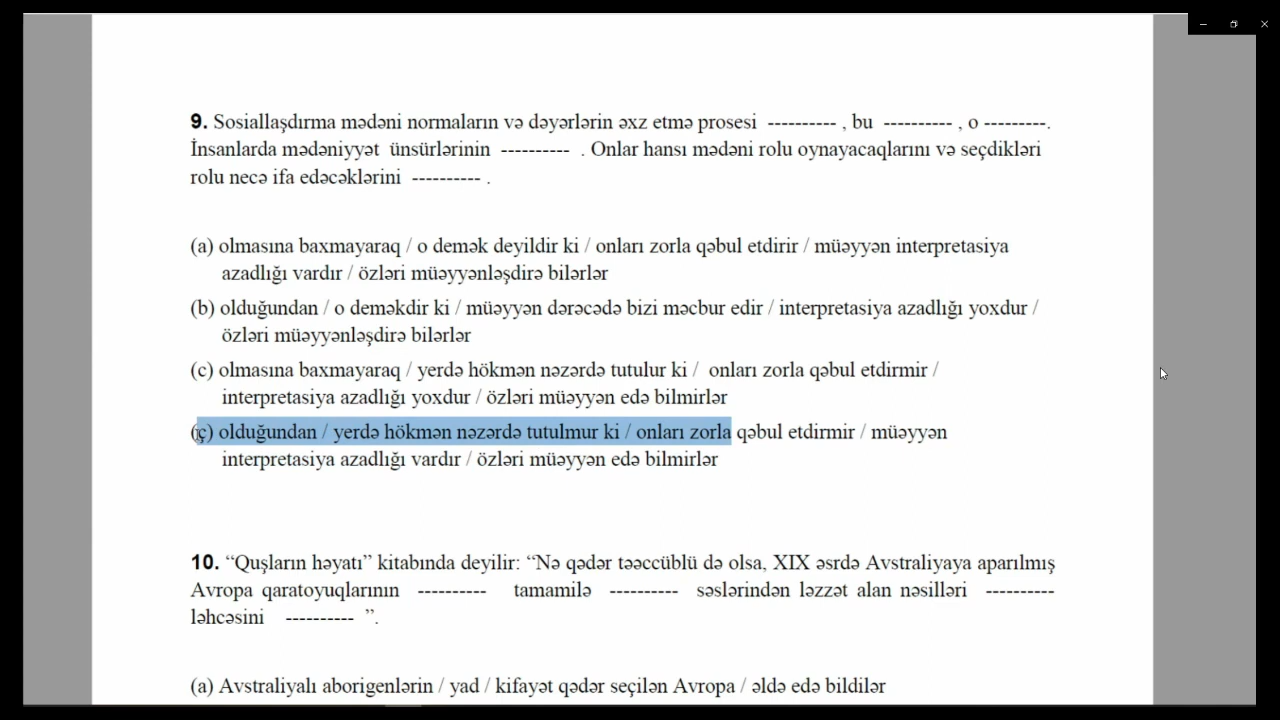 9. Sosiallaşdırma mədəni normaların və dəyərlərin əxz etmə prosesi ---------- , bu ---------- , o ---------.
İnsanlarda mədəniyyət ünsürlərinin ---------- . Onlar hansı mədəni rolu oynayacaqlarını və seçdikləri
rolu necə ifa edəcəklərini ---------- .
(a) olmasına baxmayaraq / o demək deyildir ki / onları zorla qəbul etdirir / müəyyən interpretasiya
azadlığı vardır / özləri müəyyənləşdirə bilərlər
(b) olduğundan / o deməkdir ki / müəyyən dərəcədə bizi məcbur edir / interpretasiya azadlığı yoxdur /
özləri müəyyənləşdirə bilərlər
(c) olmasına baxmayaraq / yerdə hökmən nəzərdə tutulur ki / onları zorla qəbul etdirmir /
interpretasiya azadlığı yoxdur / özləri müəyyən edə bilmirlər
(ç) olduğundan / yerdə hökmən nəzərdə tutulmur ki / onları zorla qəbul etdirmir / müəyyən
interpretasiya azadlığı vardır / özləri müəyyən edə bilmirlər
10. “Quşların həyatı” kitabında deyilir: “Nə qədər təəccüblü də olsa, XIX əsrdə Avstraliyaya aparılmış
Avropa qaratoyuqlarının ---------- tamamilə ---------- səslərindən ləzzət alan nəsilləri ----------
ləhcəsini ---------- ”.
(a) Avstraliyalı aborigenlərin / yad / kifayət qədər seçilən Avropa / əldə edə bildilər